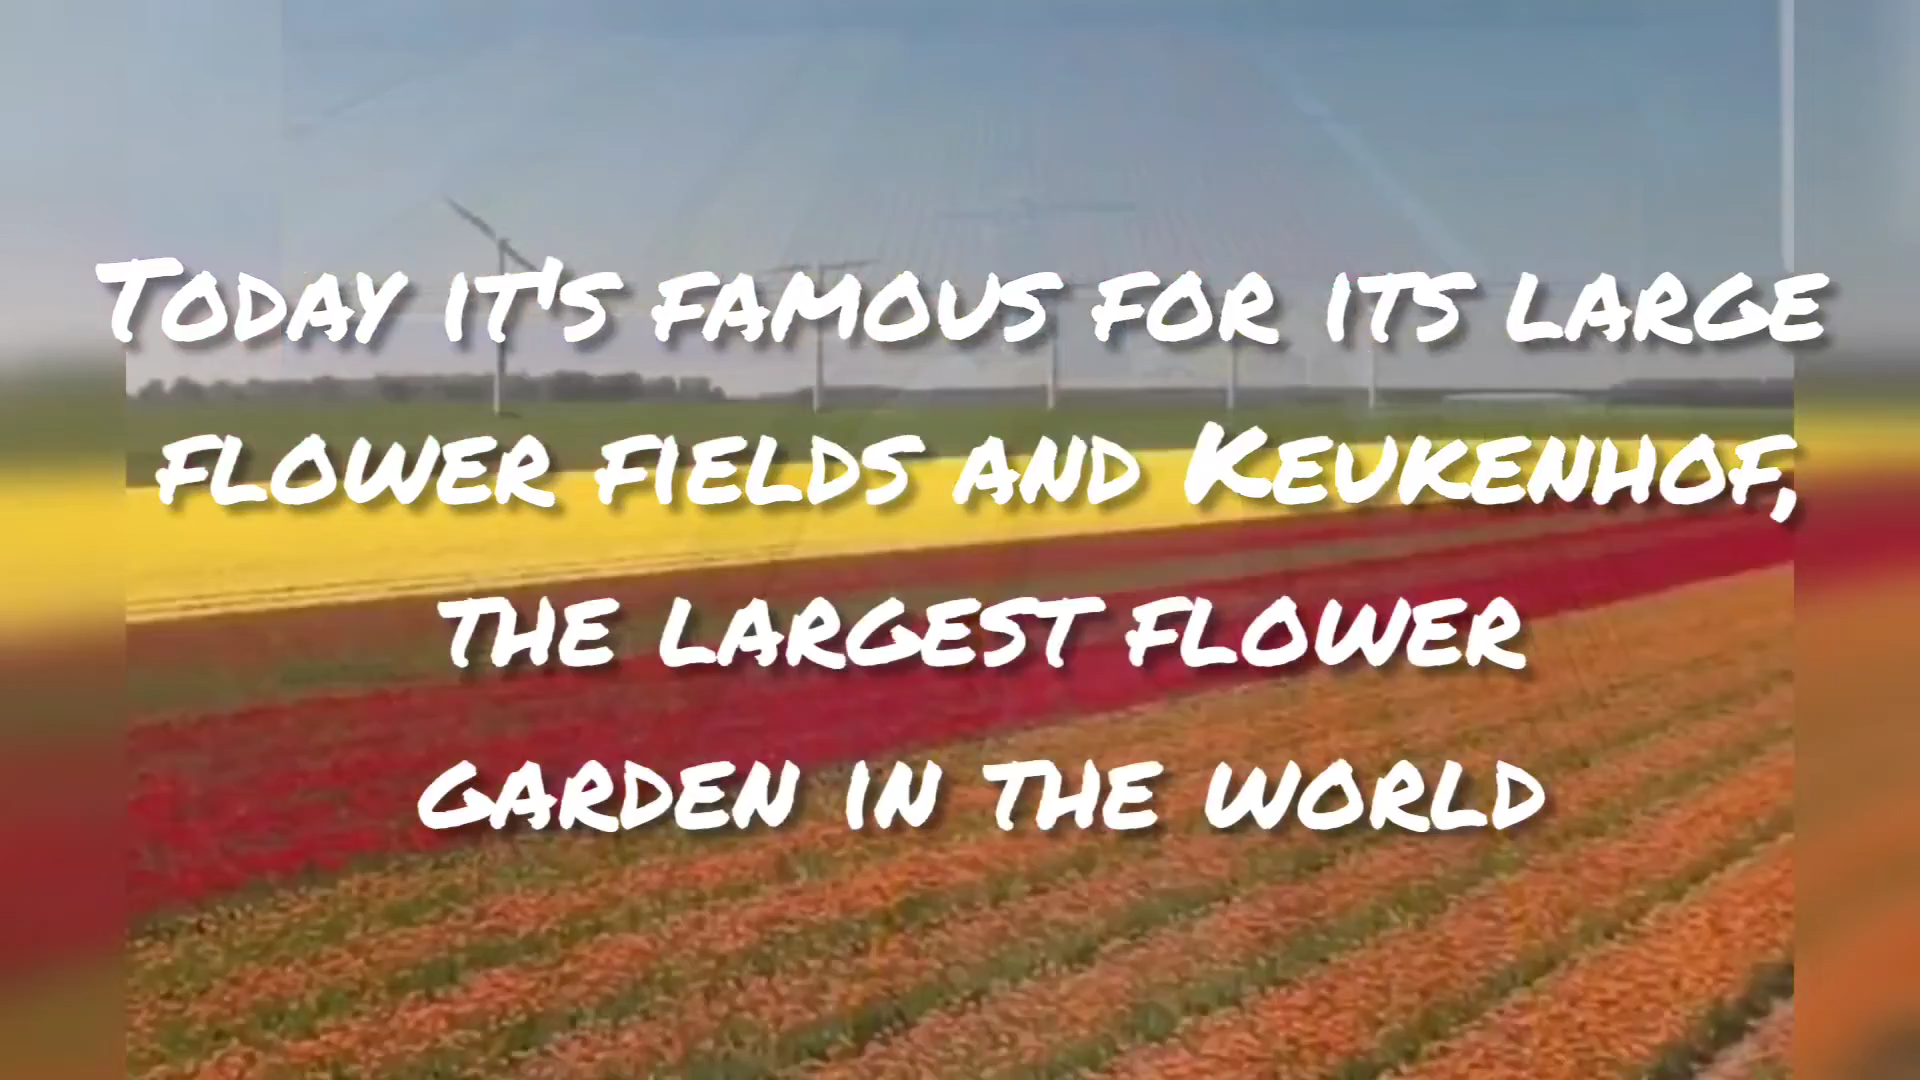 Today it's famous for its large
flower fields and Keukenhof,
the largest flower
garden in the world